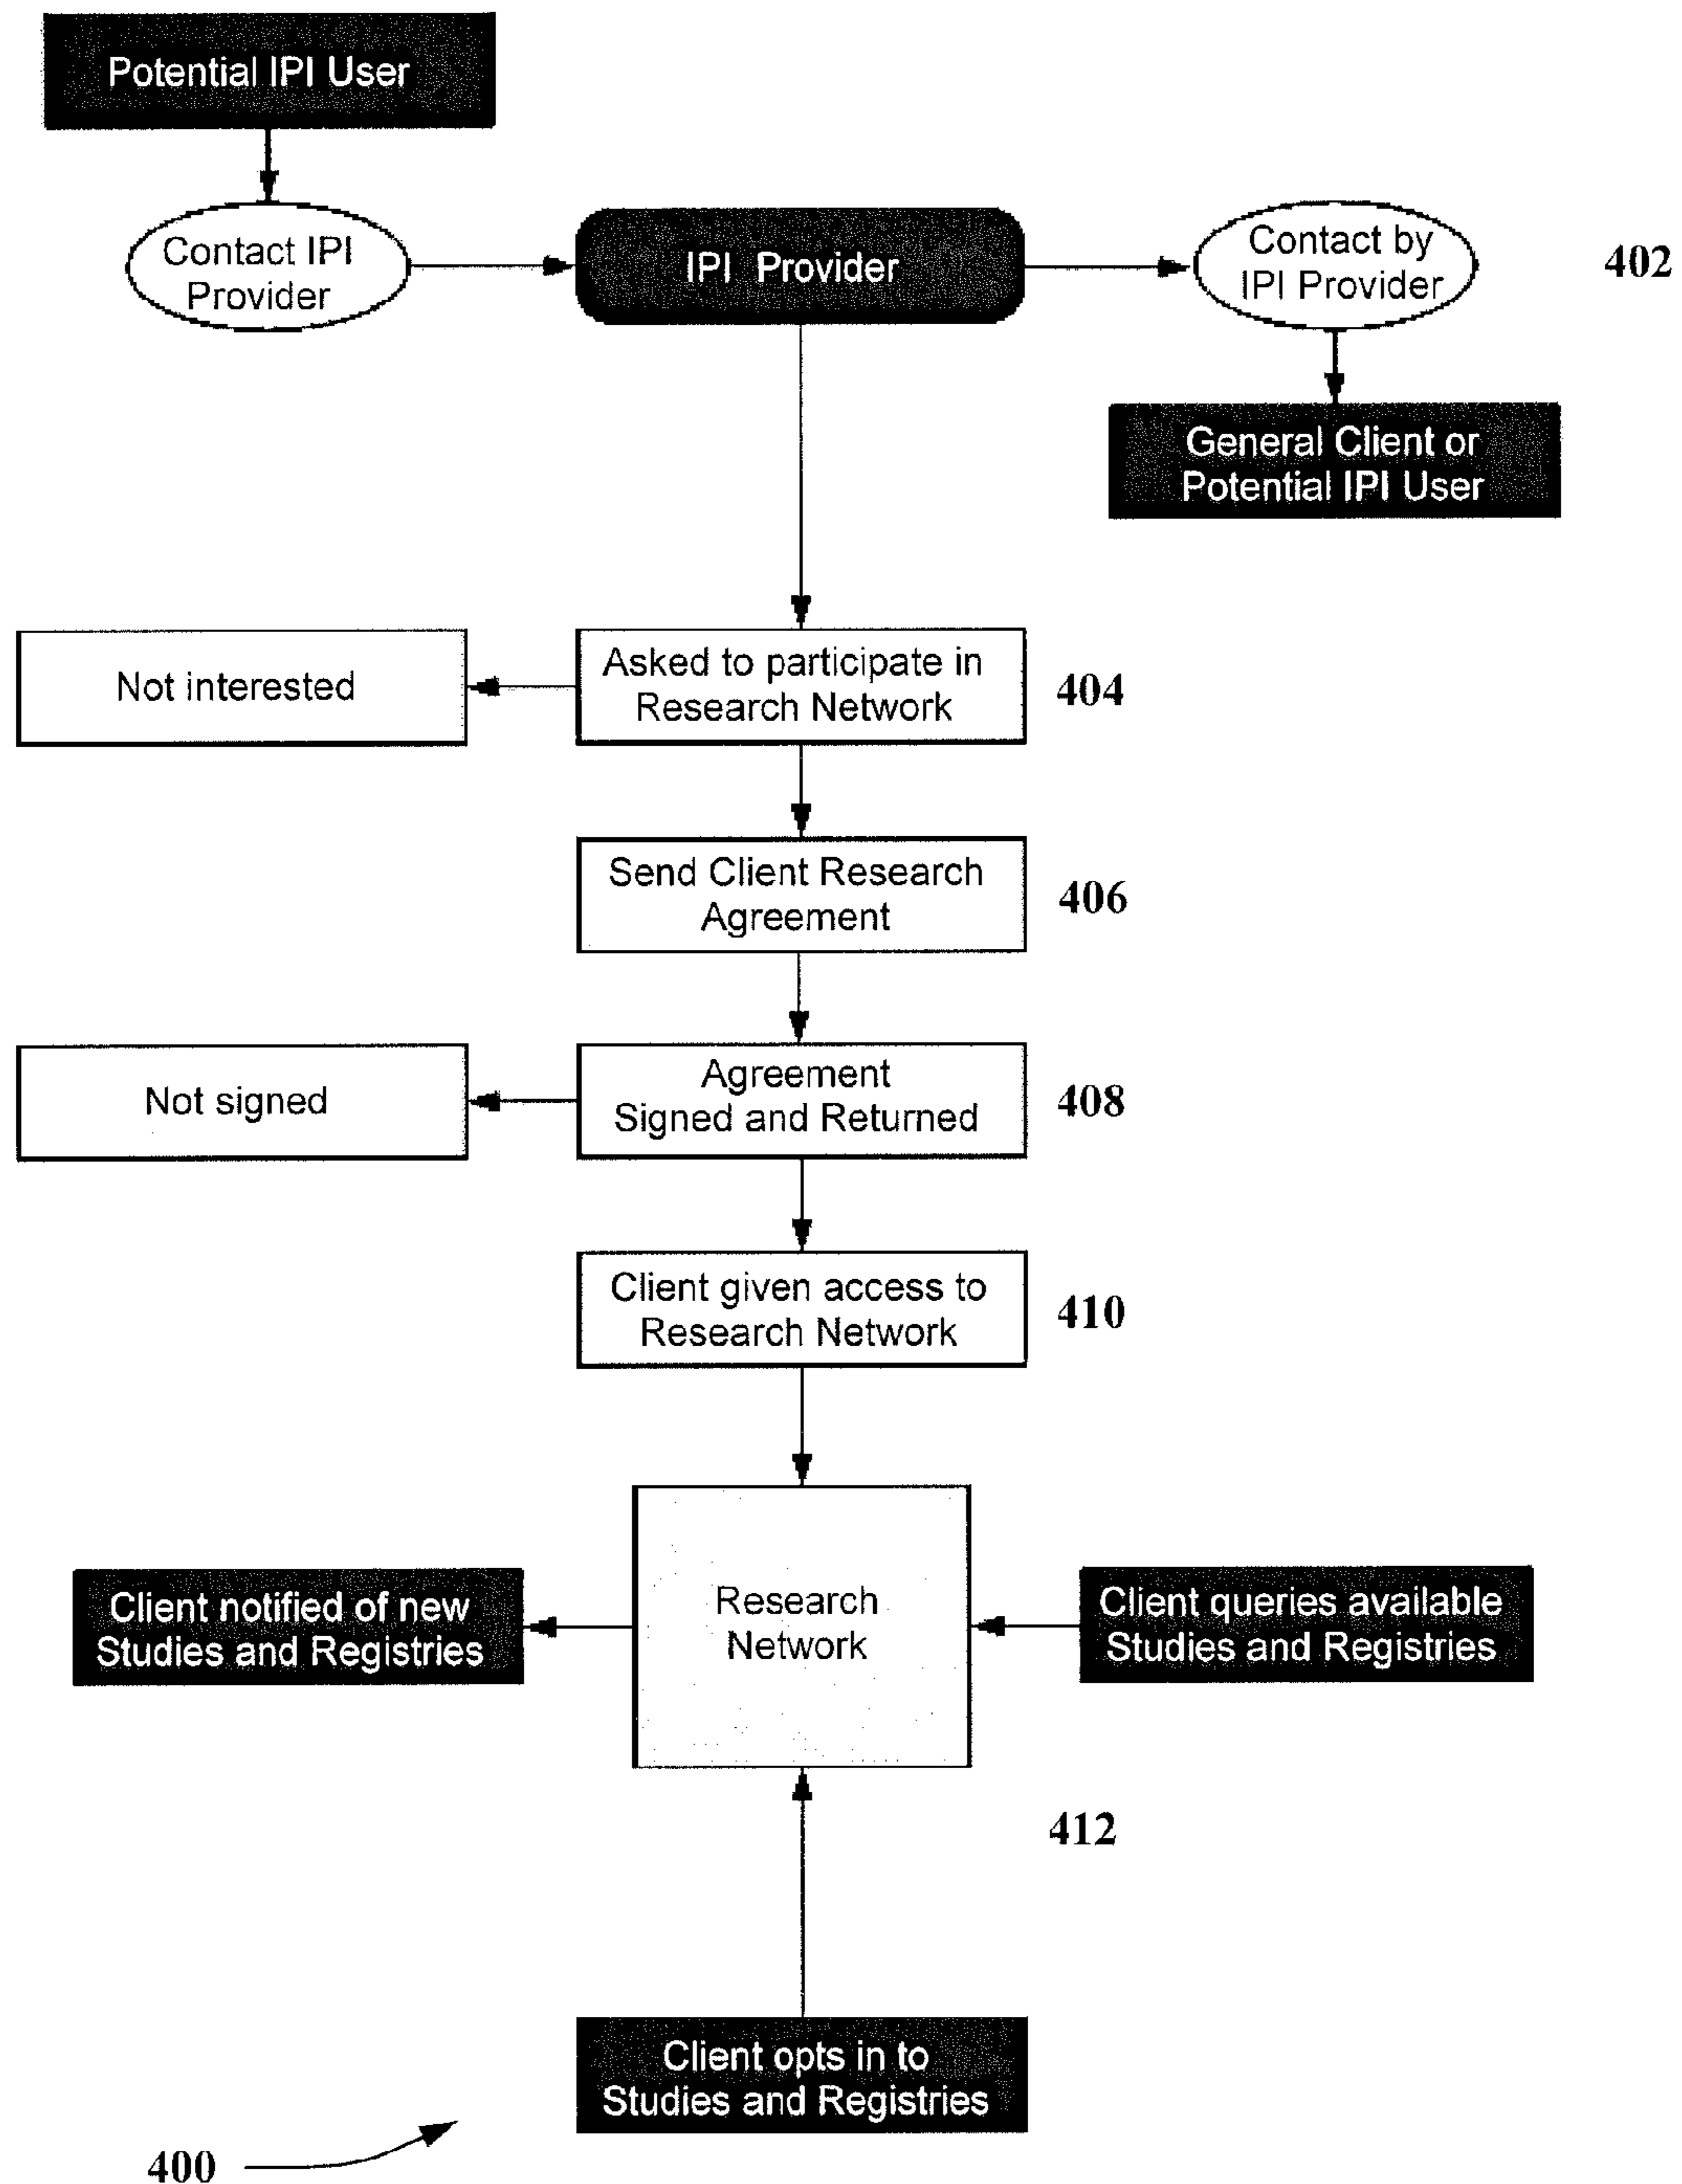 Potential IPI User
Contact IPI
Provider
IPI Provider
Contact by
IPI Provider
402
General Client or
Potential IPI User
Not interested
Asked to participate in
Research Network
404
Send Client Research
Agreement
406
Not signed
Agreement
Signed and Returned
408
Client given access to
Research Network
410
Client notified of new
Studies and Registries
Research
Network
Client queries available
Studies and Registries
412
Client opts in to
Studies and Registries
400